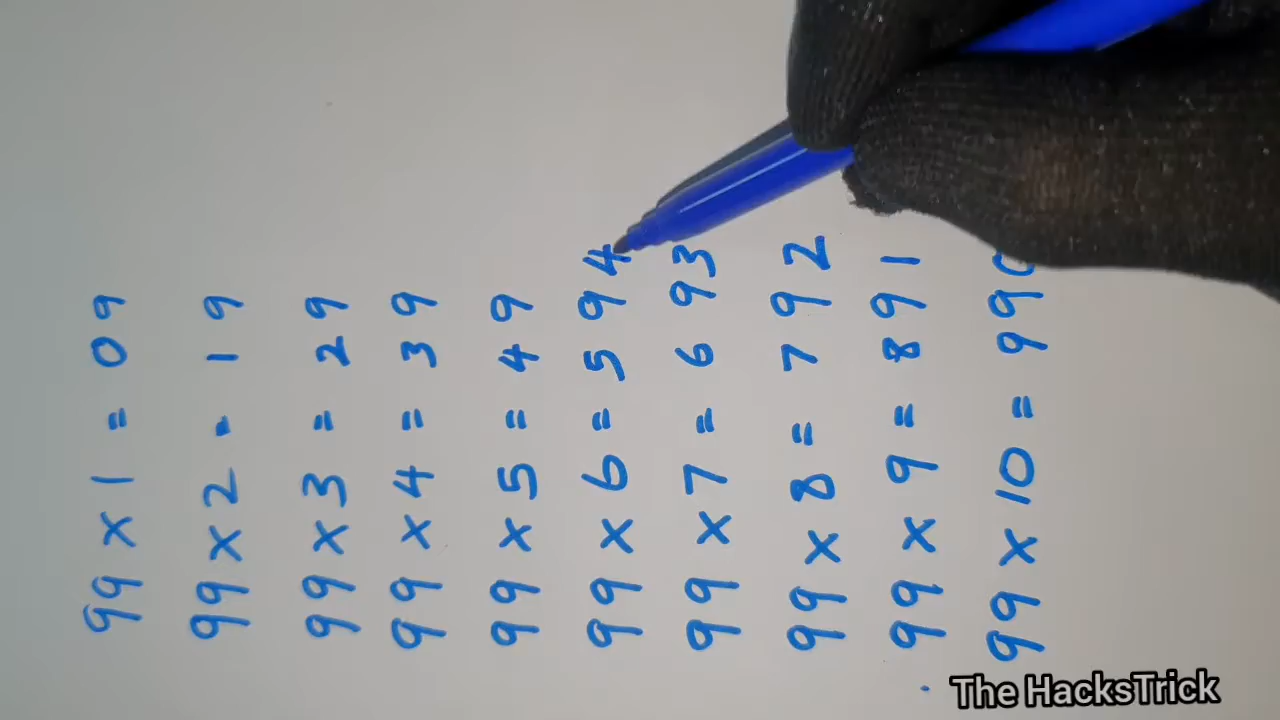 99 x 1 = 09
99 x 2 = 19
99 x 3 = 29
99 x 4 = 39
99 x 5 = 49
99 x 6 = 594
99 x 7 = 693
99 x 8 = 792
99 x 9 = 891
99 x 10 = 990
The HacksTrick